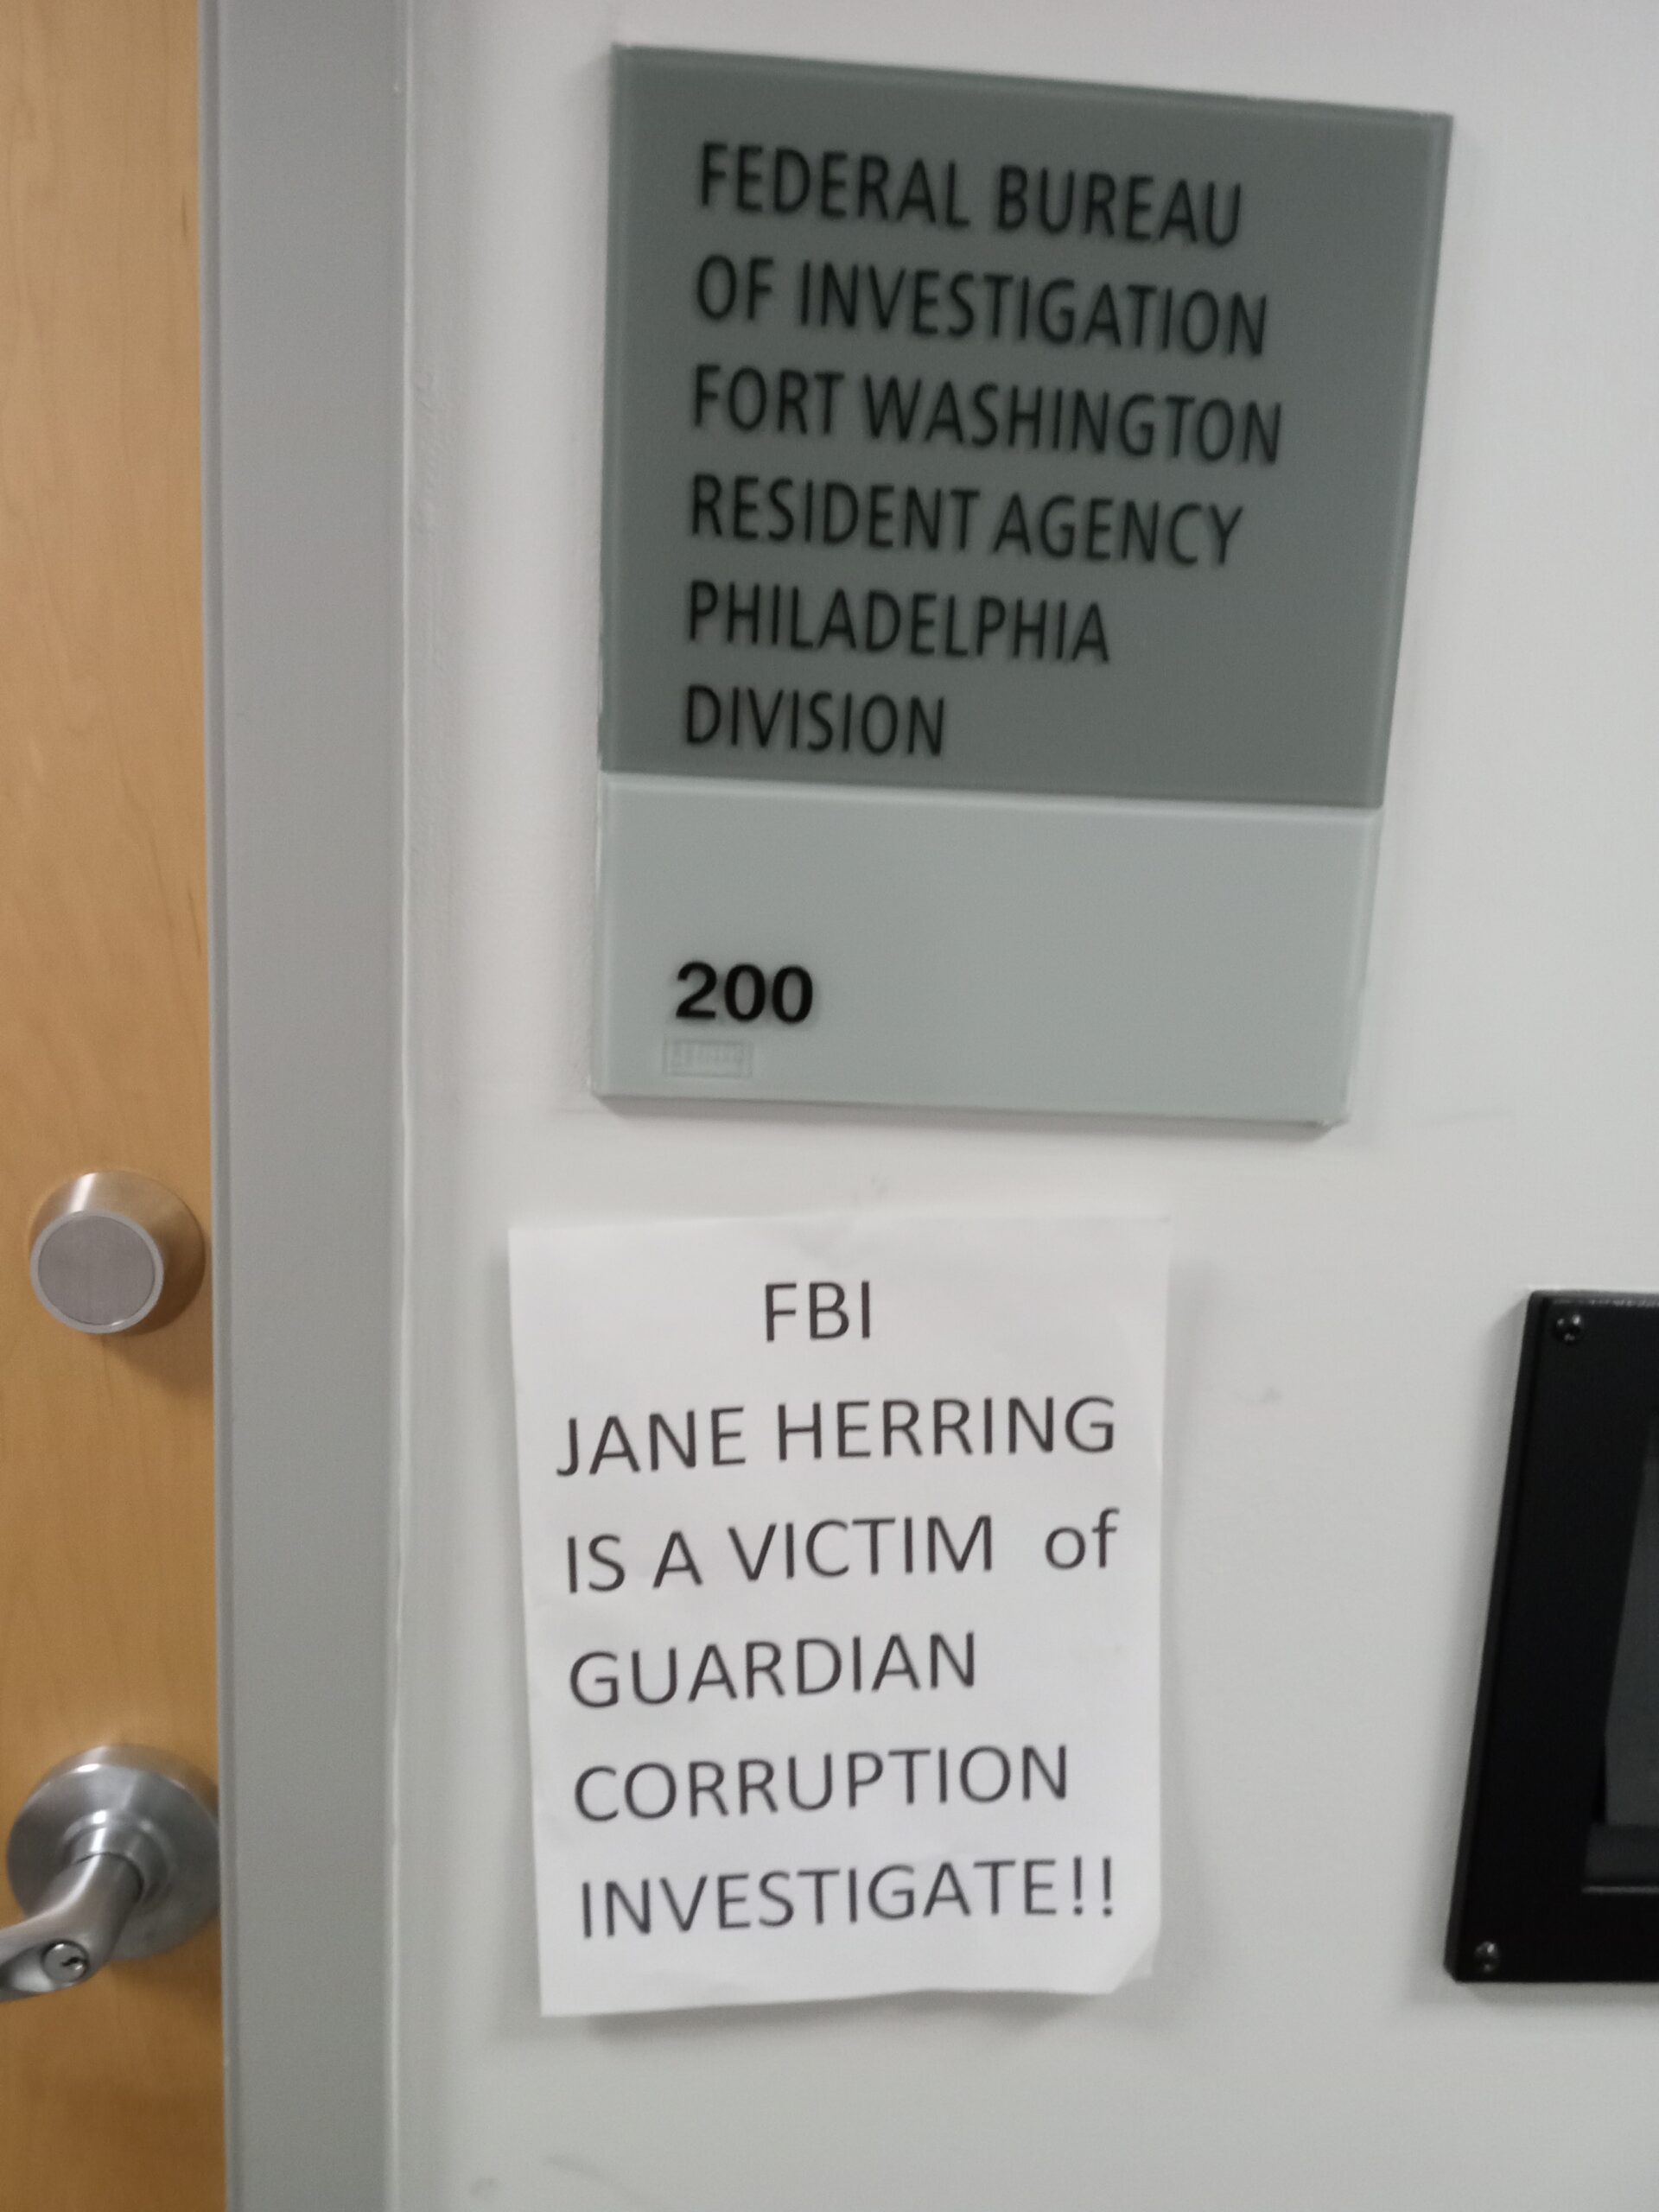 FEDERAL BUREAU
OF INVESTIGATION
FORT WASHINGTON
RESIDENT AGENCY
PHILADELPHIA
DIVISION
200
FBI
JANE HERRING
IS A VICTIM of
GUARDIAN
CORRUPTION
INVESTIGATE!!